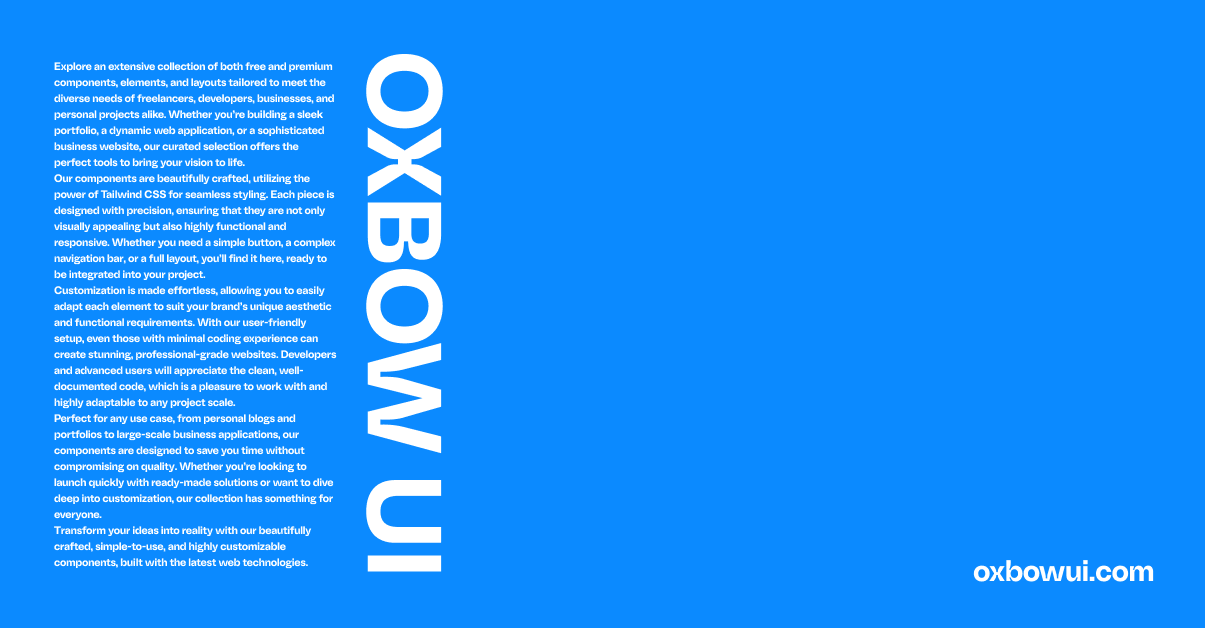 Explore an extensive collection of both free and premium
components, elements, and layouts tailored to meet the
diverse needs of freelancers, developers, businesses, and
personal projects alike. Whether you're building a sleek
portfolio, a dynamic web application, or a sophisticated
business website, our curated selection offers the
perfect tools to bring your vision to life.
Our components are beautifully crafted, utilizing the
power of Tailwind CSS for seamless styling. Each piece is
designed with precision, ensuring that they are not only
visually appealing but also highly functional and
responsive. Whether you need a simple button, a complex
navigation bar, or a full layout, you'll find it here, ready to
be integrated into your project.
Customization is made effortless, allowing you to easily
adapt each element to suit your brand's unique aesthetic
and functional requirements. With our user-friendly
setup, even those with minimal coding experience can
create stunning, professional-grade websites. Developers
and advanced users will appreciate the clean, well-
documented code, which is a pleasure to work with and
highly adaptable to any project scale.
Perfect for any use case, from personal blogs and
portfolios to large-scale business applications, our
components are designed to save you time without
compromising on quality. Whether you're looking to
launch quickly with ready-made solutions or want to dive
deep into customization, our collection has something for
everyone.
Transform your ideas into reality with our beautifully
crafted, simple-to-use, and highly customizable
components, built with the latest web technologies.
OXBOW UI
oxbowui.com